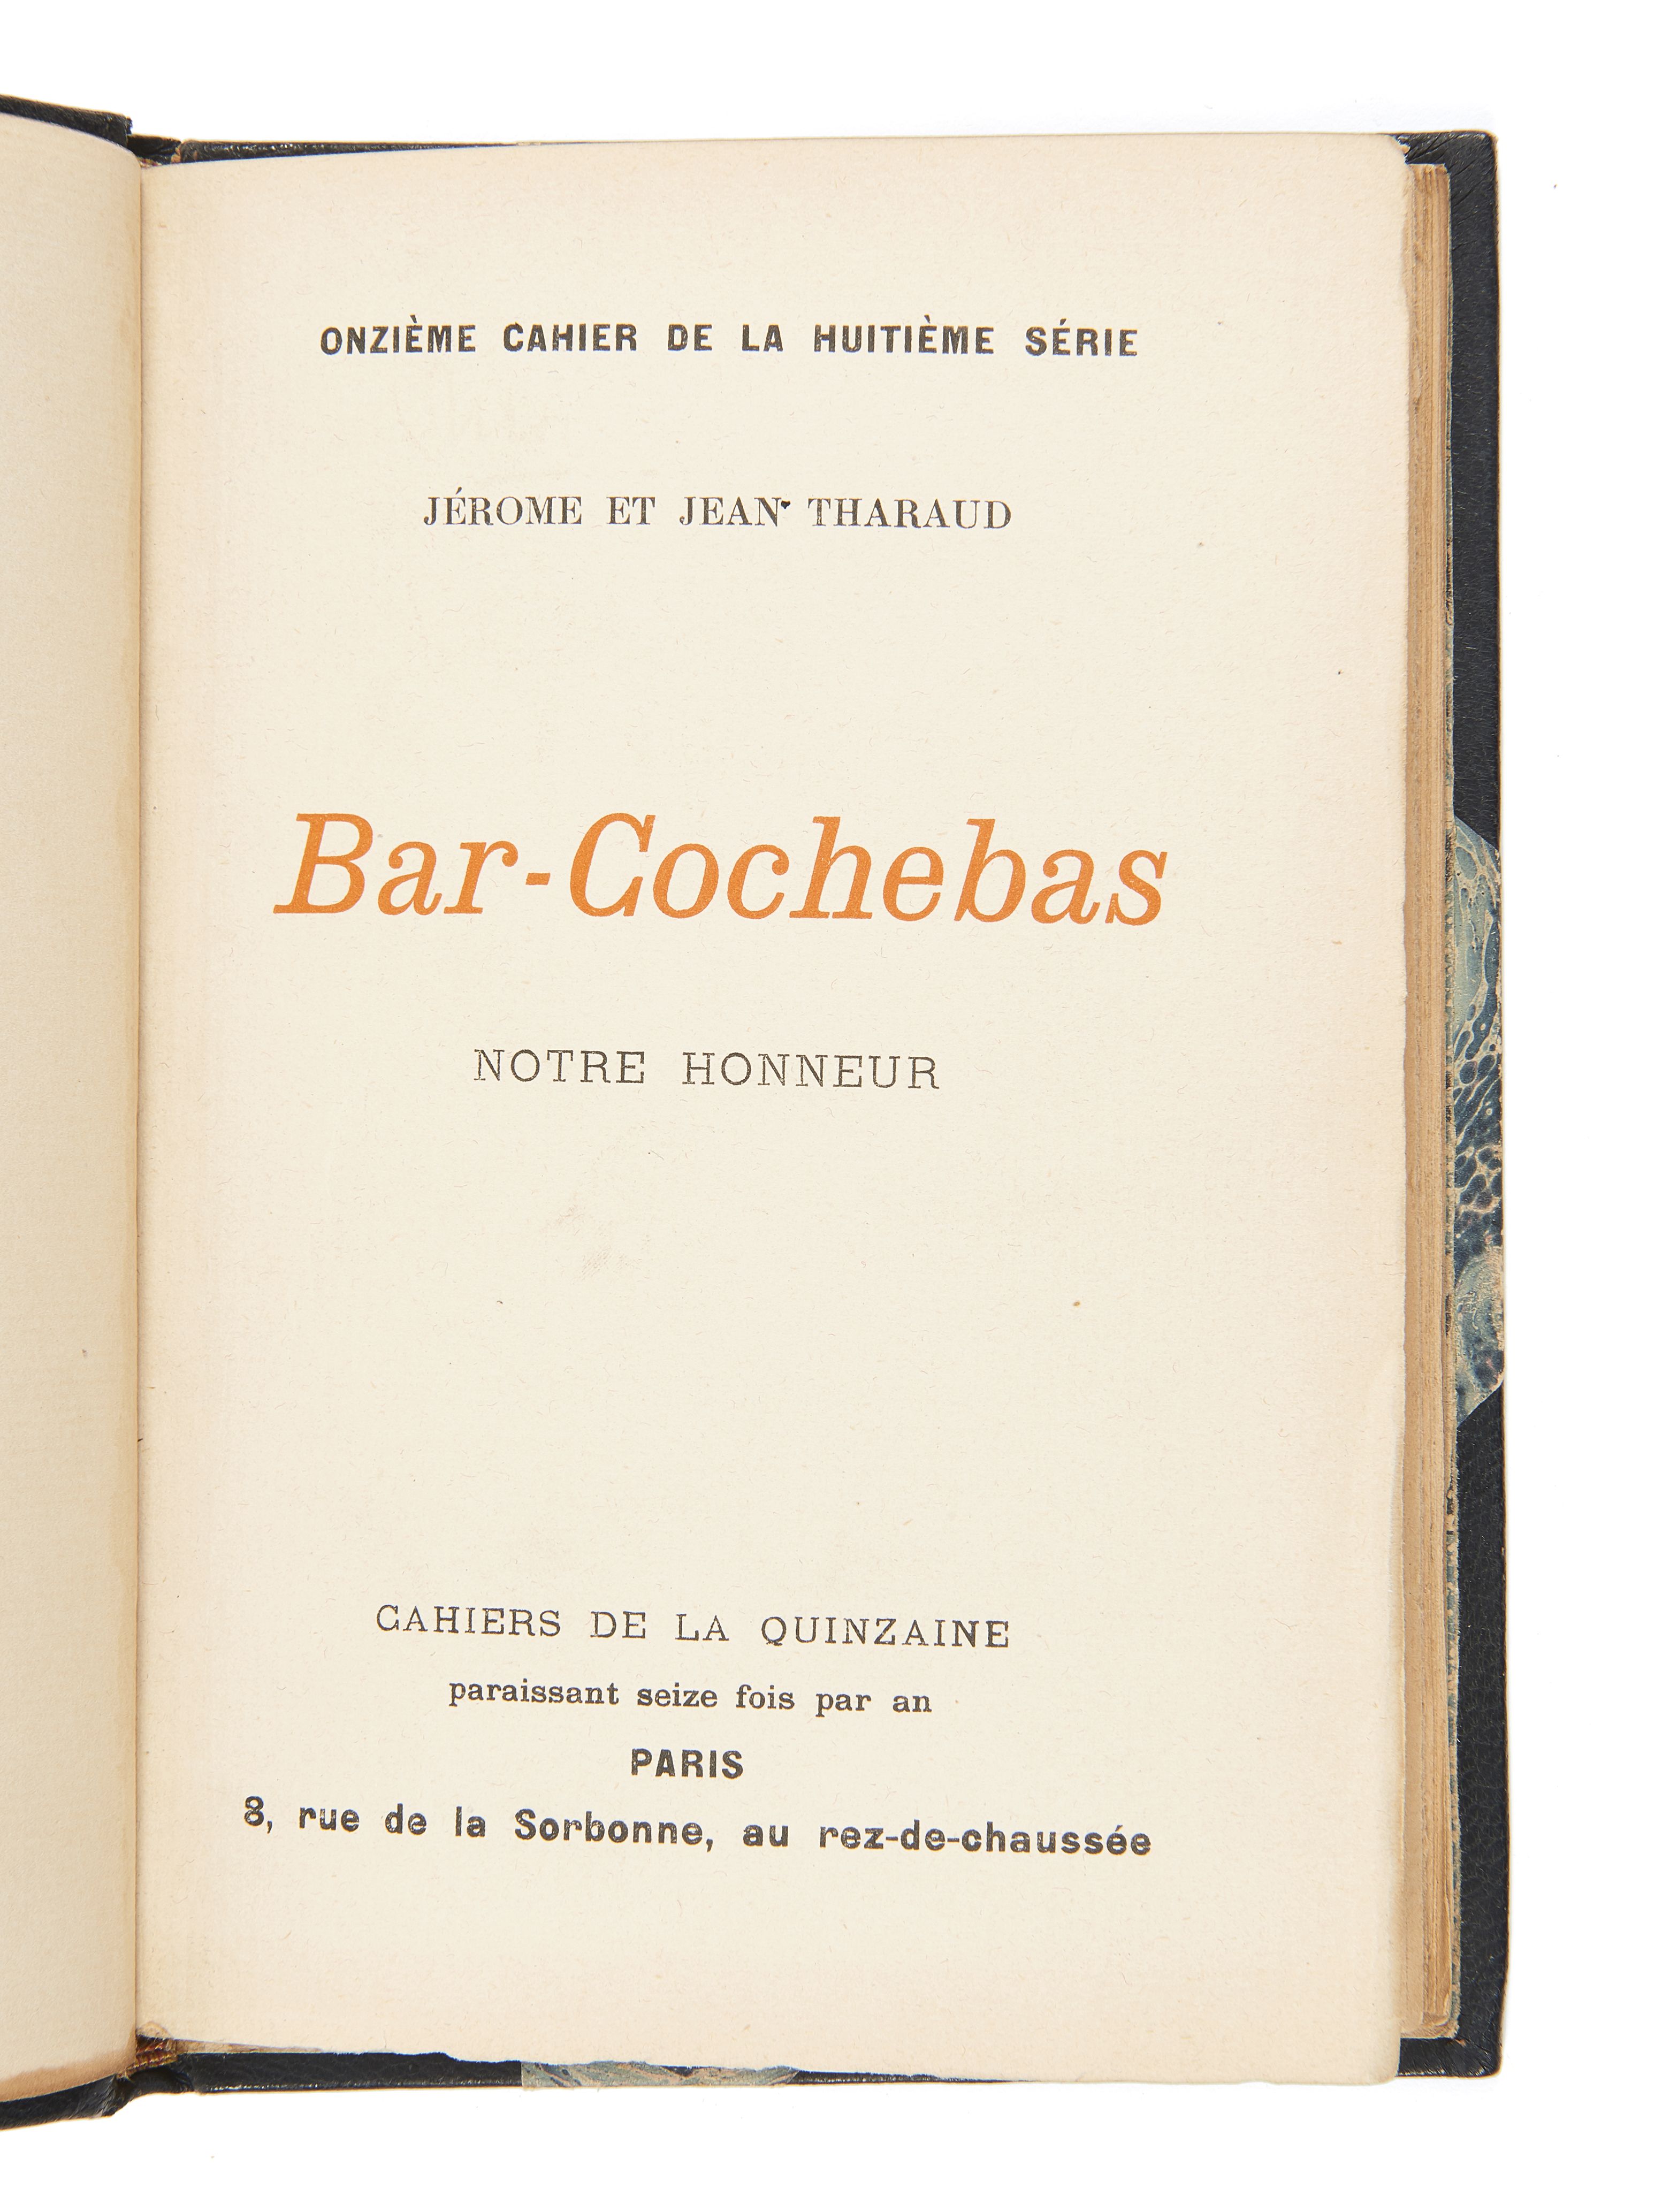 ONZIÈME CAHIER DE LA HUITIÈME SÉRIE
JÉROME ET JEAN THARAUD
Bar-Cochebas
NOTRE HONNEUR
CAHIERS DE LA QUINZAINE
paraissant seize fois par an
PARIS
8, rue de la Sorbonne, au rez-de-chaussée